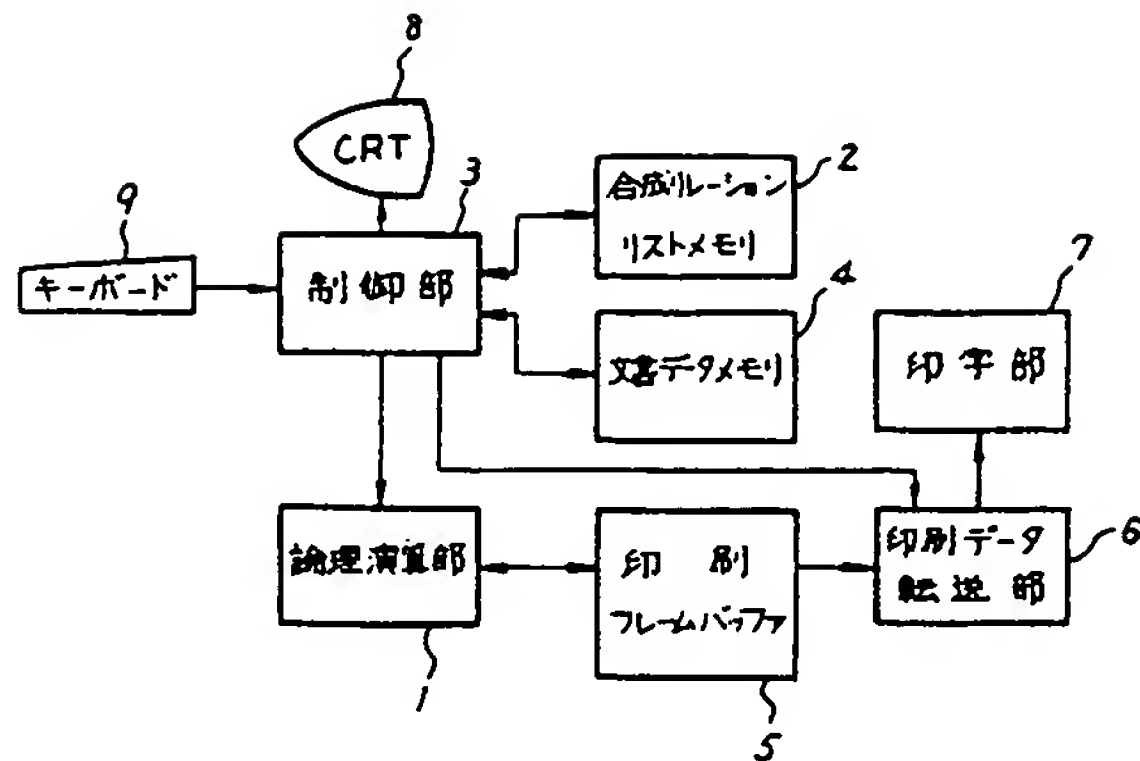 8
CRT
3
2
合成リレーション
リストメモリ
9
キーボード
制御部
7
4
文書データメモリ
印字部
論理演算部
印刷
フレームバッファ
印刷データ
転送部
6
1
5